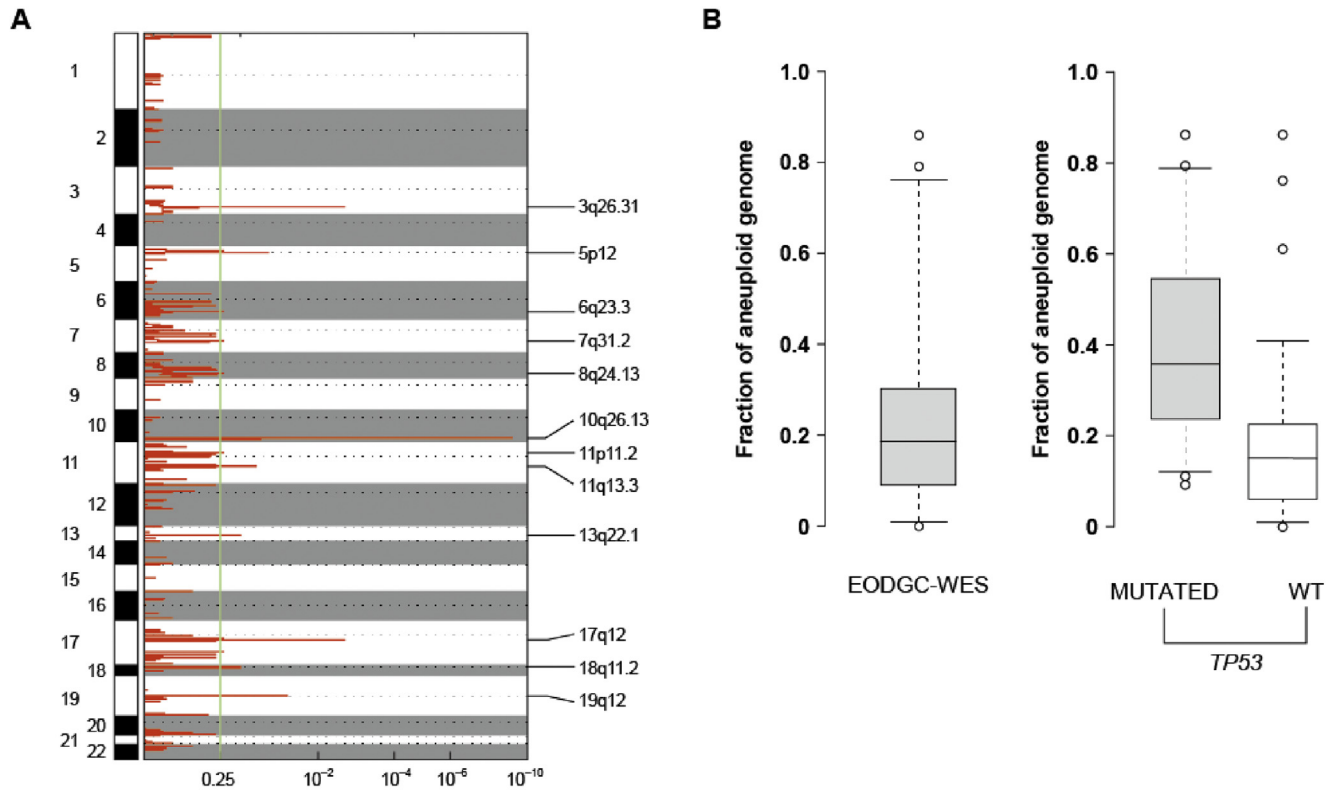 A
1
2
3
4
5
6
7
8
9
10
11
12
13
14
15
16
17
18
19
20
21
22
3q26.31
5p12
6q23.3
7q31.2
8q24.13
10q26.13
11p11.2
11q13.3
13q22.1
17q12
18q11.2
19q12
0.25 10⁻² 10⁻⁴ 10⁻⁶ 10⁻¹⁰
B
Fraction of aneuploid genome
1.0
0.8
0.6
0.4
0.2
0
EODGC-WES
Fraction of aneuploid genome
1.0
0.8
0.6
0.4
0.2
0
MUTATED WT
TP53